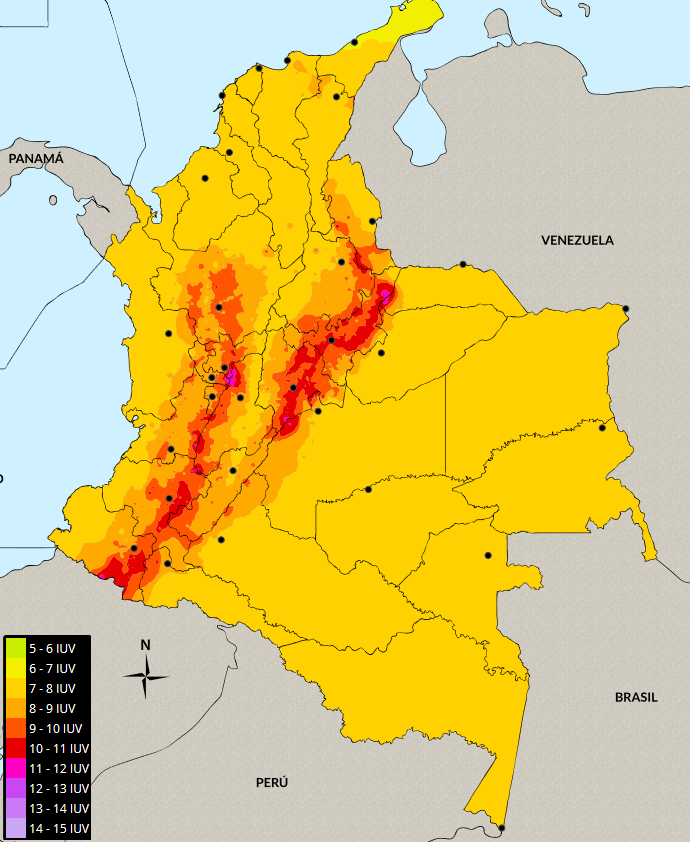 PANAMÁ
VENEZUELA
N
BRASIL
PERÚ
5 - 6 IUV
6 - 7 IUV
7 - 8 IUV
8 - 9 IUV
9 - 10 IUV
10 - 11 IUV
11 - 12 IUV
12 - 13 IUV
13 - 14 IUV
14 - 15 IUV